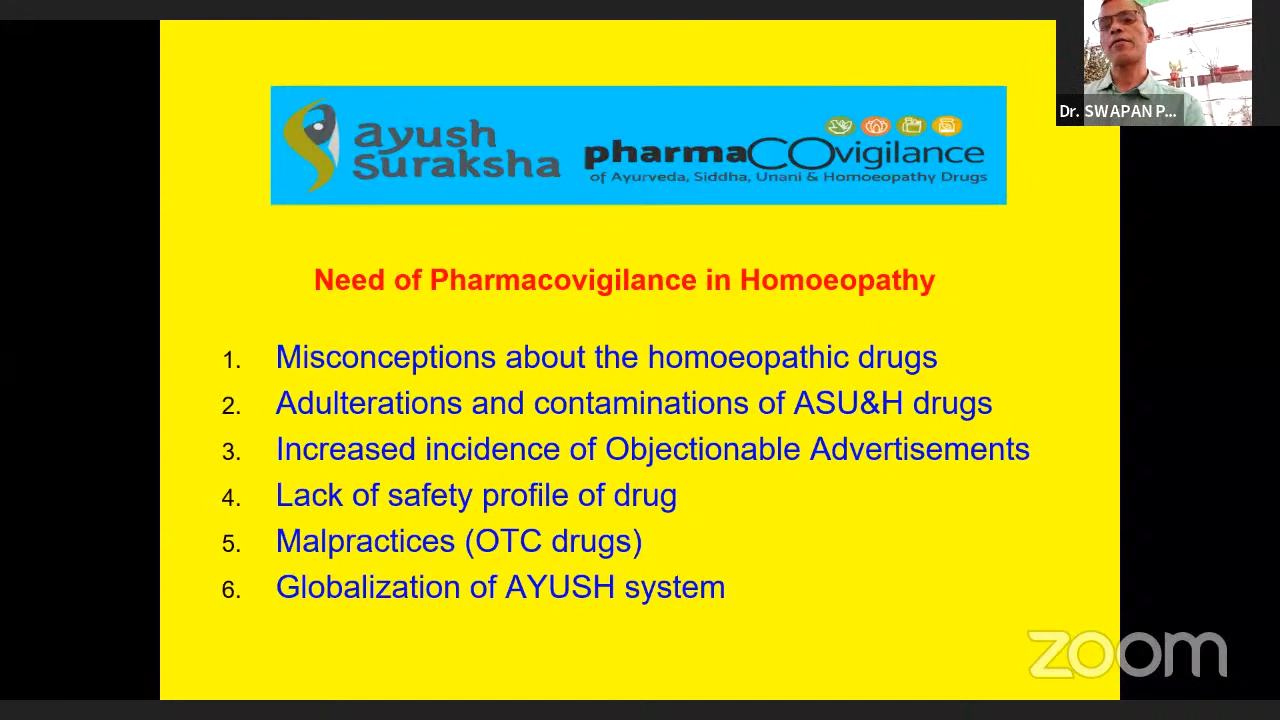 Dr. SWAPAN P...
ayush
suraksha
pharmaCOvigilance
of Ayurveda, Siddha, Unani & Homoeopathy Drugs
Need of Pharmacovigilance in Homoeopathy
1. Misconceptions about the homoeopathic drugs
2. Adulterations and contaminations of ASU&H drugs
3. Increased incidence of Objectionable Advertisements
4. Lack of safety profile of drug
5. Malpractices (OTC drugs)
6. Globalization of AYUSH system
zoom